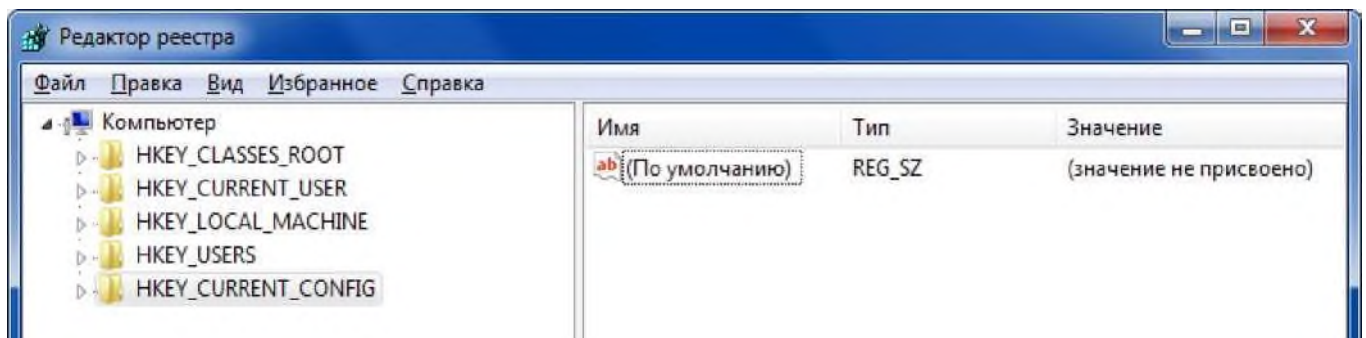 Редактор реестра
Файл Правка Вид Избранное Справка
Компьютер
HKEY_CLASSES_ROOT
HKEY_CURRENT_USER
HKEY_LOCAL_MACHINE
HKEY_USERS
HKEY_CURRENT_CONFIG
Имя Тип Значение
ab (По умолчанию) REG_SZ (значение не присвоено)